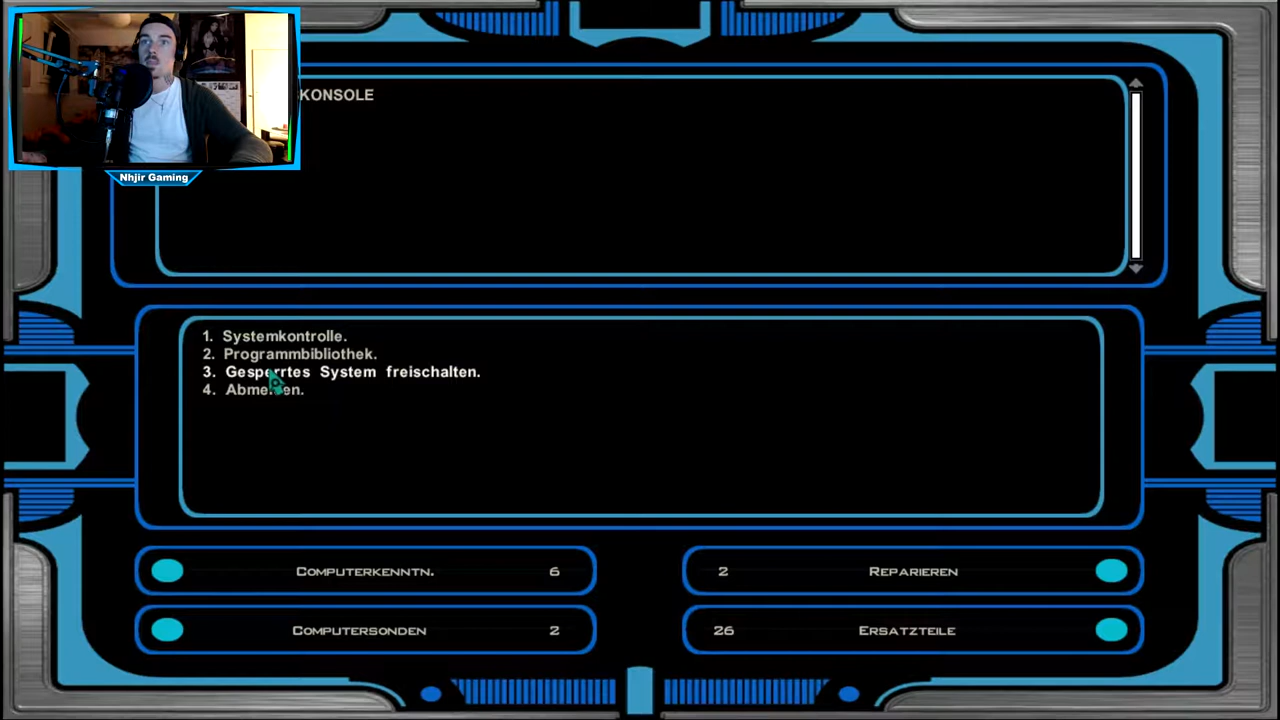 KONSOLE
Nhjir Gaming
1. Systemkontrolle.
2. Programmbibliothek.
3. Gesperrtes System freischalten.
4. Abmelden.
COMPUTERKENNTN. 6
2 REPARIEREN
COMPUTERSONDEN 2
26 ERSATZTEILE